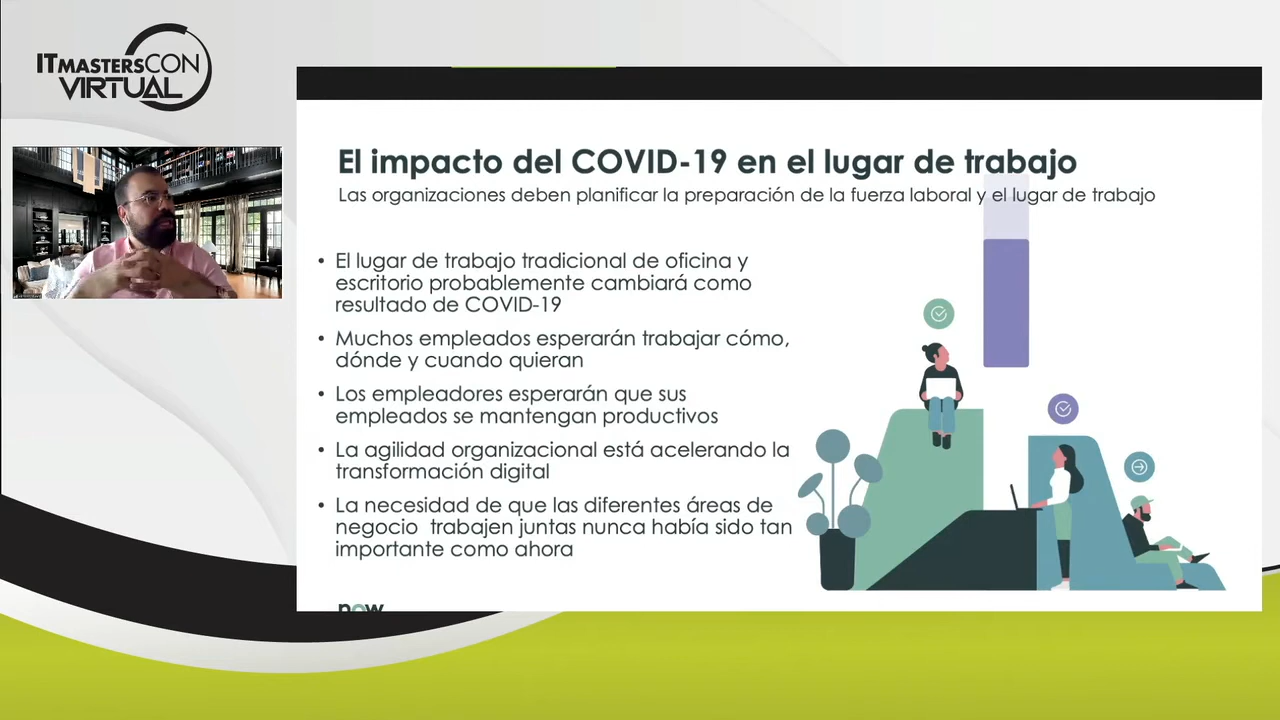 ITMASTERSCON
VIRTUAL
El impacto del COVID-19 en el lugar de trabajo
Las organizaciones deben planificar la preparación de la fuerza laboral y el lugar de trabajo
• El lugar de trabajo tradicional de oficina y
escritorio probablemente cambiará como
resultado de COVID-19
• Muchos empleados esperarán trabajar cómo,
dónde y cuando quieran
• Los empleadores esperarán que sus
empleados se mantengan productivos
• La agilidad organizacional está acelerando la
transformación digital
• La necesidad de que las diferentes áreas de
negocio  trabajen juntas nunca había sido tan
importante como ahora
now